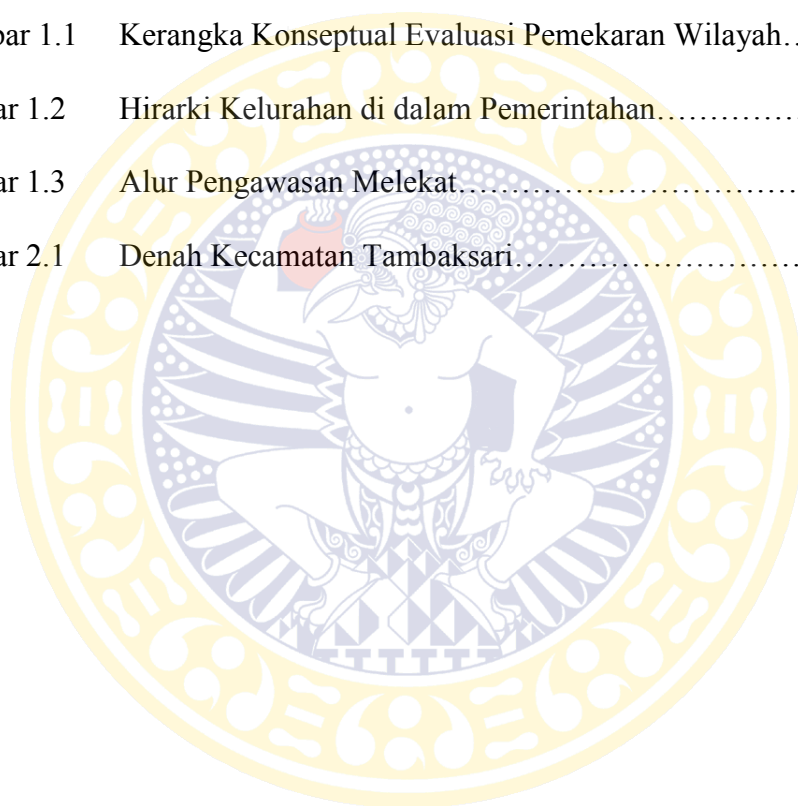 bar 1.1 Kerangka Konseptual Evaluasi Pemekaran Wilayah..
ar 1.2 Hirarki Kelurahan di dalam Pemerintahan……………
ar 1.3 Alur Pengawasan Melekat……………………………
ar 2.1 Denah Kecamatan Tambaksari………………………